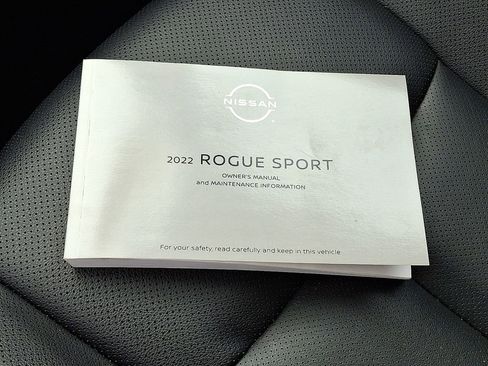 NISSAN
2022 ROGUE SPORT
OWNER'S MANUAL
and MAINTENANCE INFORMATION
For your safety, read carefully and keep in this vehicle